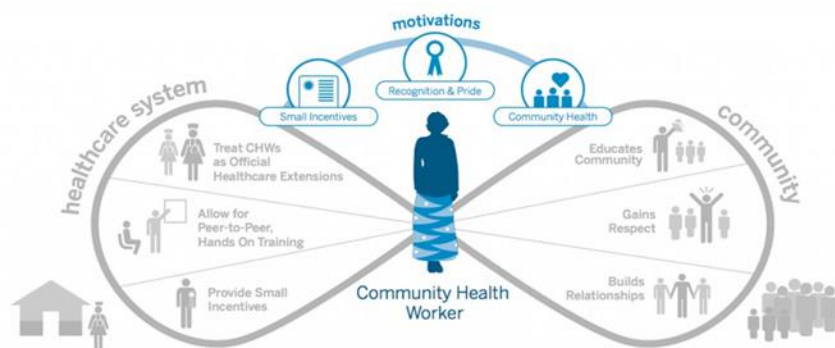 motivations
Recognition & Pride
Small Incentives
Community Health
healthcare system
community
Treat CHWs
as Official
Healthcare Extensions
Allow for
Peer-to-Peer,
Hands On Training
Provide Small
Incentives
Community Health
Worker
Educates
Community
Gains
Respect
Builds
Relationships